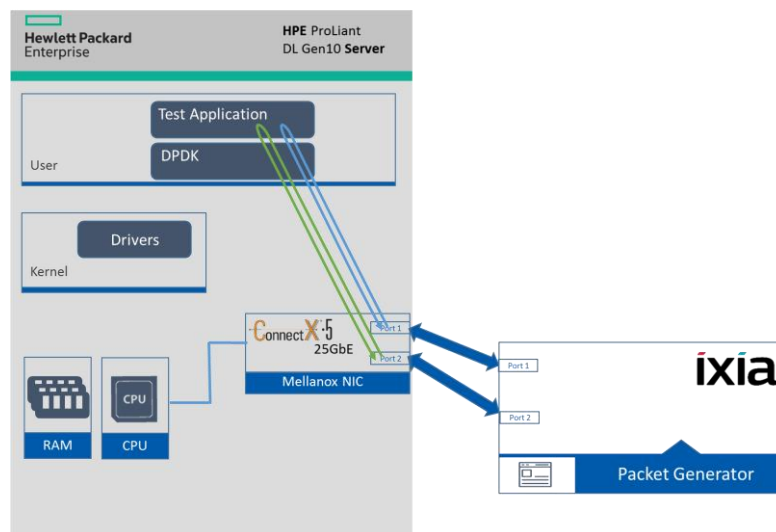 Hewlett Packard
Enterprise
HPE ProLiant
DL Gen10 Server
Test Application
DPDK
User
Drivers
Kernel
ConnectX·5
25GbE
Port 1
Port 2
Mellanox NIC
CPU
RAM
CPU
ixia
Port 1
Port 2
Packet Generator